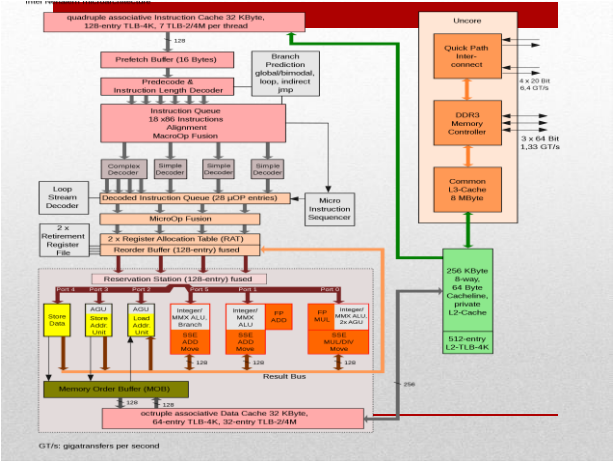 quadruple associative Instruction Cache 32 KByte,
128-entry TLB-4K, 7 TLB-2/4M per thread
128
Prefetch Buffer (16 Bytes)
Predecode &
Instruction Length Decoder
Branch
Prediction
global/bimodal,
loop, indirect
jmp
Instruction Queue
18 x86 Instructions
Alignment
MacroOp Fusion
Complex
Decoder
Simple
Decoder
Simple
Decoder
Simple
Decoder
Loop
Stream
Decoder
Decoded Instruction Queue (28 µOP entries)
Micro
Instruction
Sequencer
MicroOp Fusion
2 x
Retirement
Register
File
2 x Register Allocation Table (RAT)
Reorder Buffer (128-entry) fused
Reservation Station (128-entry) fused
Port 4
Port 3
Port 2
Port 5
Port 1
Port 0
Store
Data
AGU
Store
Addr.
Unit
AGU
Load
Addr.
Unit
Integer/
MMX ALU,
Branch
SSE
ADD
Move
Integer/
MMX
ALU
FP
ADD
SSE
ADD
Move
FP
MUL
Integer/
MMX ALU,
2x AGU
SSE
MUL/DIV
Move
128
128
128
Result Bus
Memory Order Buffer (MOB)
128
128
256
octruple associative Data Cache 32 KByte,
64-entry TLB-4K, 32-entry TLB-2/4M
GT/s: gigatransfers per second
Uncore
Quick Path
Inter-
connect
4 x 20 Bit
6,4 GT/s
DDR3
Memory
Controller
3 x 64 Bit
1,33 GT/s
Common
L3-Cache
8 MByte
256 KByte
8-way,
64 Byte
Cacheline,
private
L2-Cache
512-entry
L2-TLB-4K